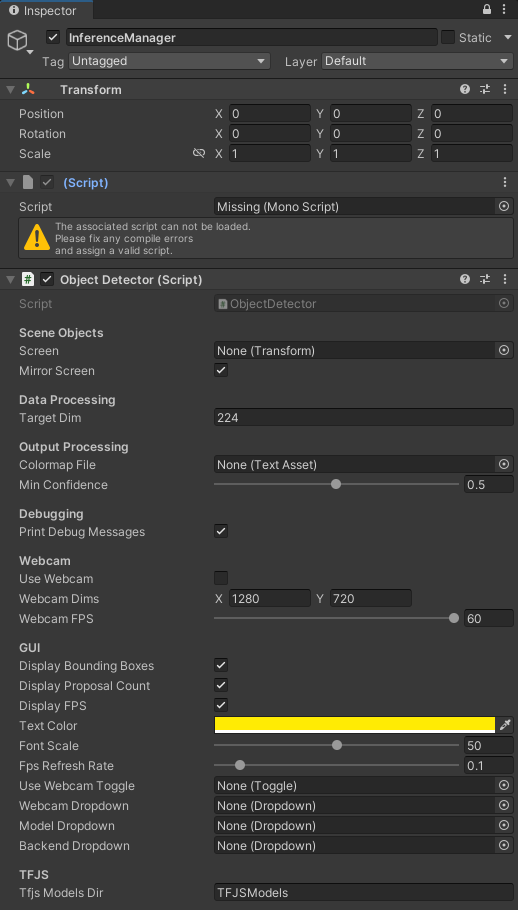 Inspector
InferenceManager Static
Tag Untagged Layer Default
Transform
Position X 0 Y 0 Z 0
Rotation X 0 Y 0 Z 0
Scale X 1 Y 1 Z 1
(Script)
Script Missing (Mono Script)
The associated script can not be loaded.
Please fix any compile errors
and assign a valid script.
# Object Detector (Script)
Script # ObjectDetector
Scene Objects
Screen None (Transform)
Mirror Screen
Data Processing
Target Dim 224
Output Processing
Colormap File None (Text Asset)
Min Confidence 0.5
Debugging
Print Debug Messages
Webcam
Use Webcam
Webcam Dims X 1280 Y 720
Webcam FPS 60
GUI
Display Bounding Boxes
Display Proposal Count
Display FPS
Text Color
Font Scale 50
Fps Refresh Rate 0.1
Use Webcam Toggle None (Toggle)
Webcam Dropdown None (Dropdown)
Model Dropdown None (Dropdown)
Backend Dropdown None (Dropdown)
TFJS
Tfjs Models Dir TFJSModels